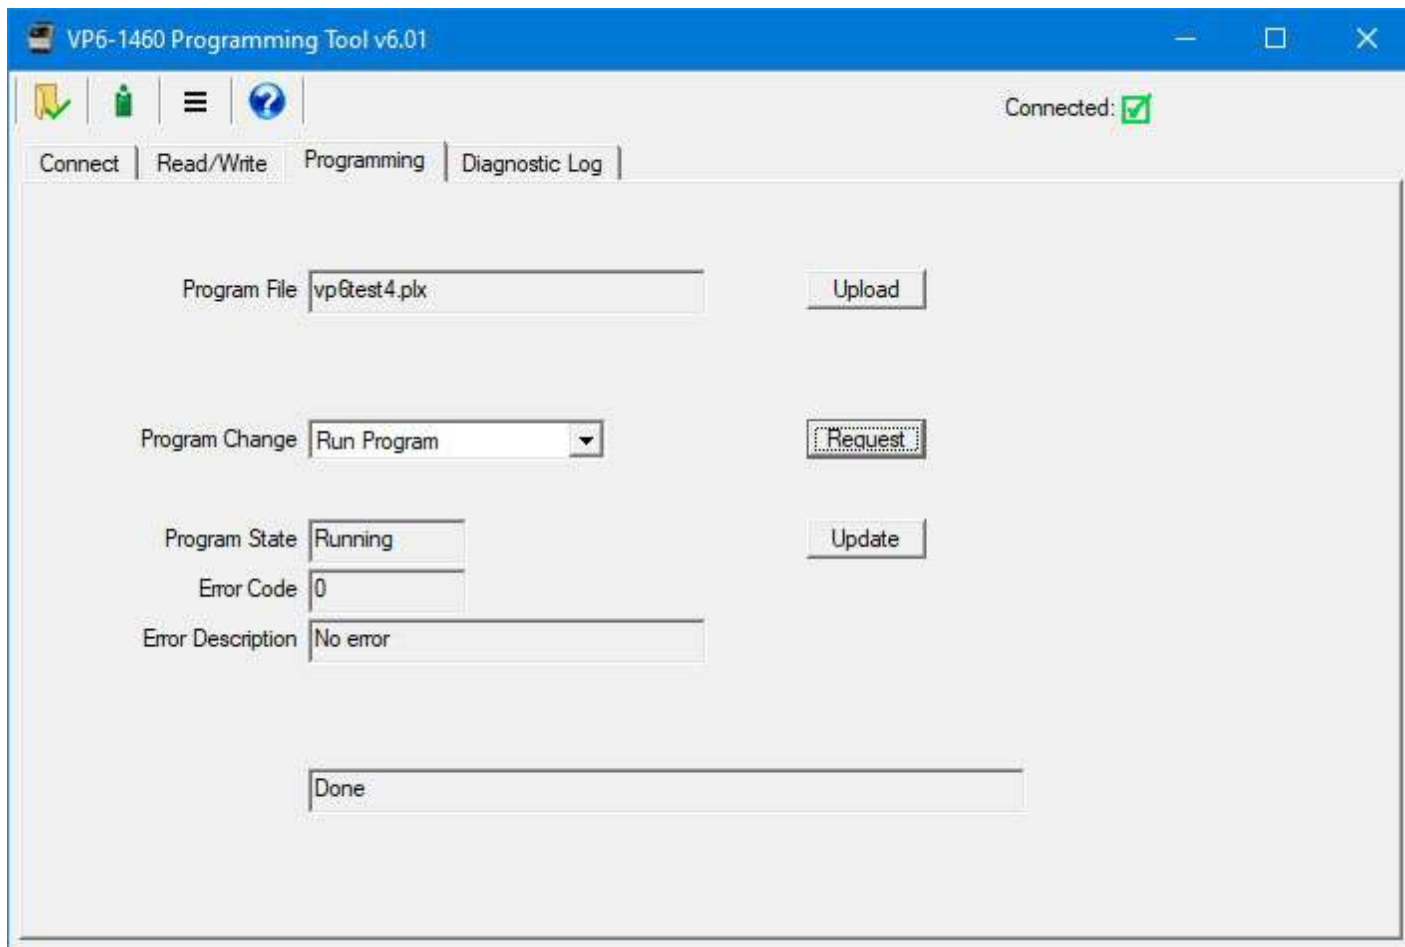 VP6-1460 Programming Tool v6.01
Connected:
Connect Read/Write Programming Diagnostic Log
Program File vp6test4.plx Upload
Program Change Run Program Request
Program State Running Update
Error Code 0
Error Description No error
Done